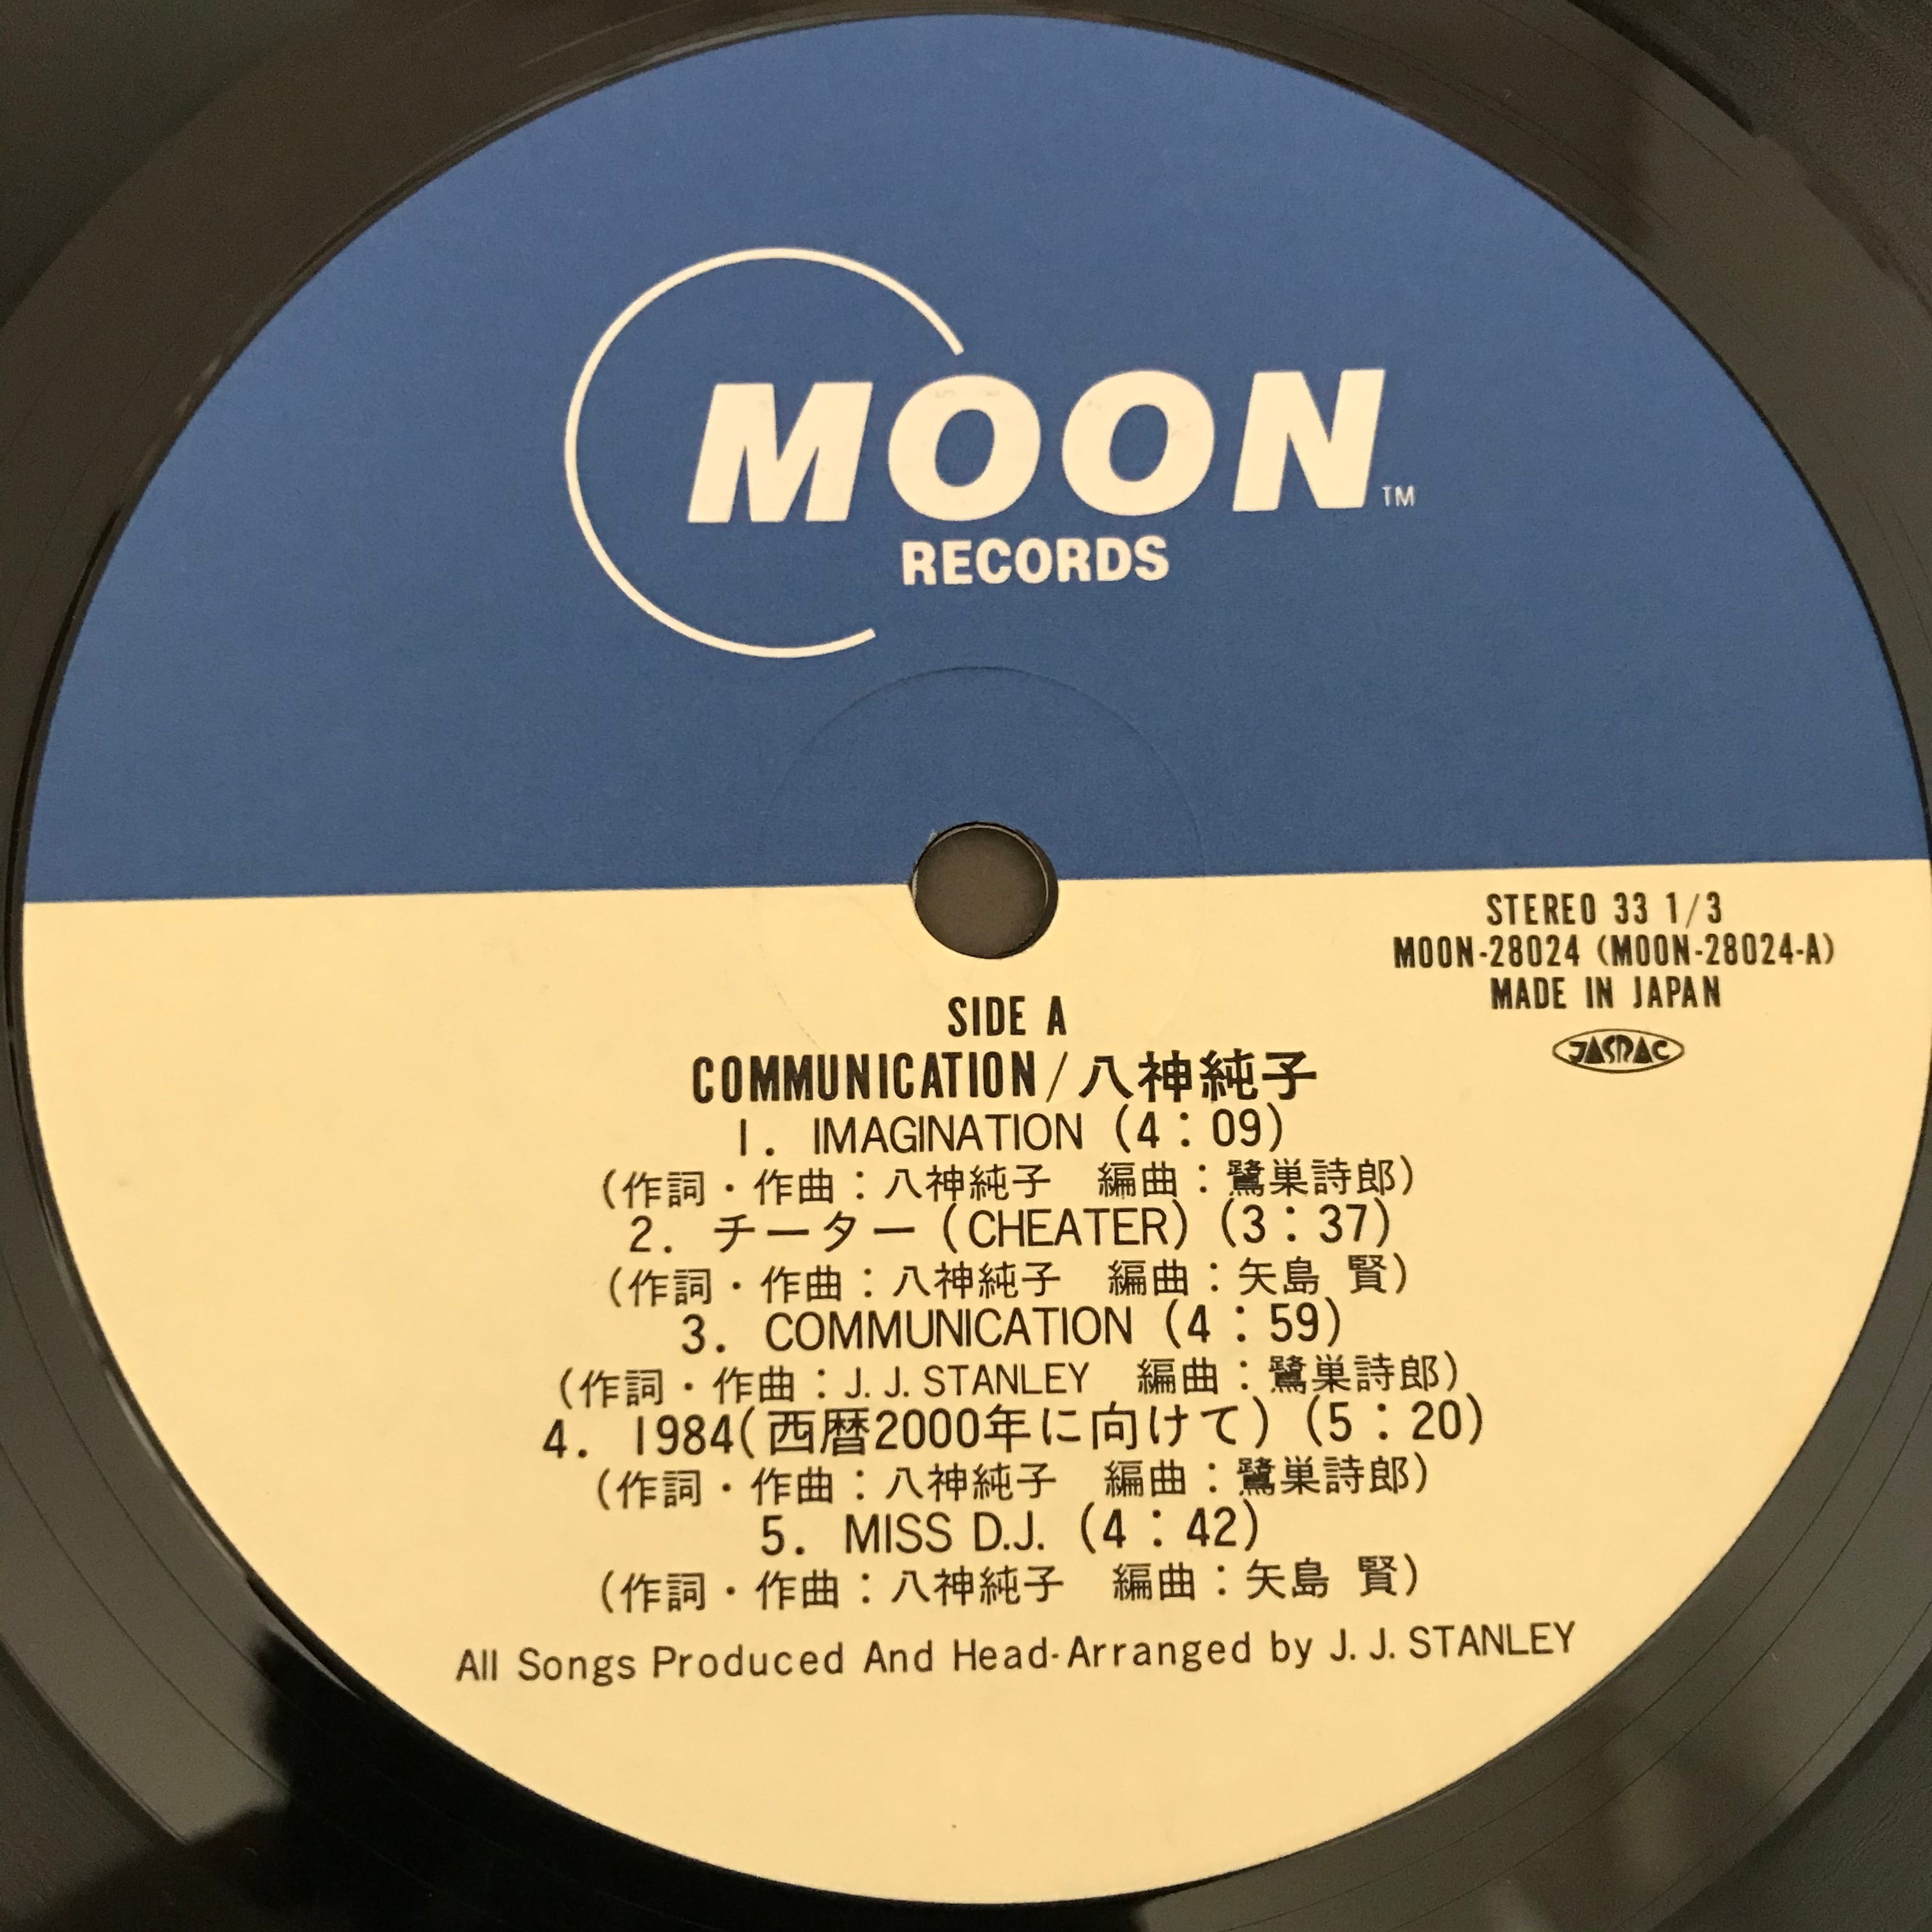 MOON™
RECORDS
STEREO 33 1/3
MOON-28024 (MOON-28024-A)
MADE IN JAPAN
JASRAC
SIDE A
COMMUNICATION/八神純子
1. IMAGINATION (4:09)
(作詞・作曲:八神純子 編曲:鷺巣詩郎)
2. チーター(CHEATER)(3:37)
(作詞・作曲:八神純子 編曲:矢島 賢)
3. COMMUNICATION (4:59)
(作詞・作曲:J. J. STANLEY 編曲:鷺巣詩郎)
4. 1984(西暦2000年に向けて)(5:20)
(作詞・作曲:八神純子 編曲:鷺巣詩郎)
5. MISS D.J. (4:42)
(作詞・作曲:八神純子 編曲:矢島 賢)
All Songs Produced And Head-Arranged by J. J. STANLEY